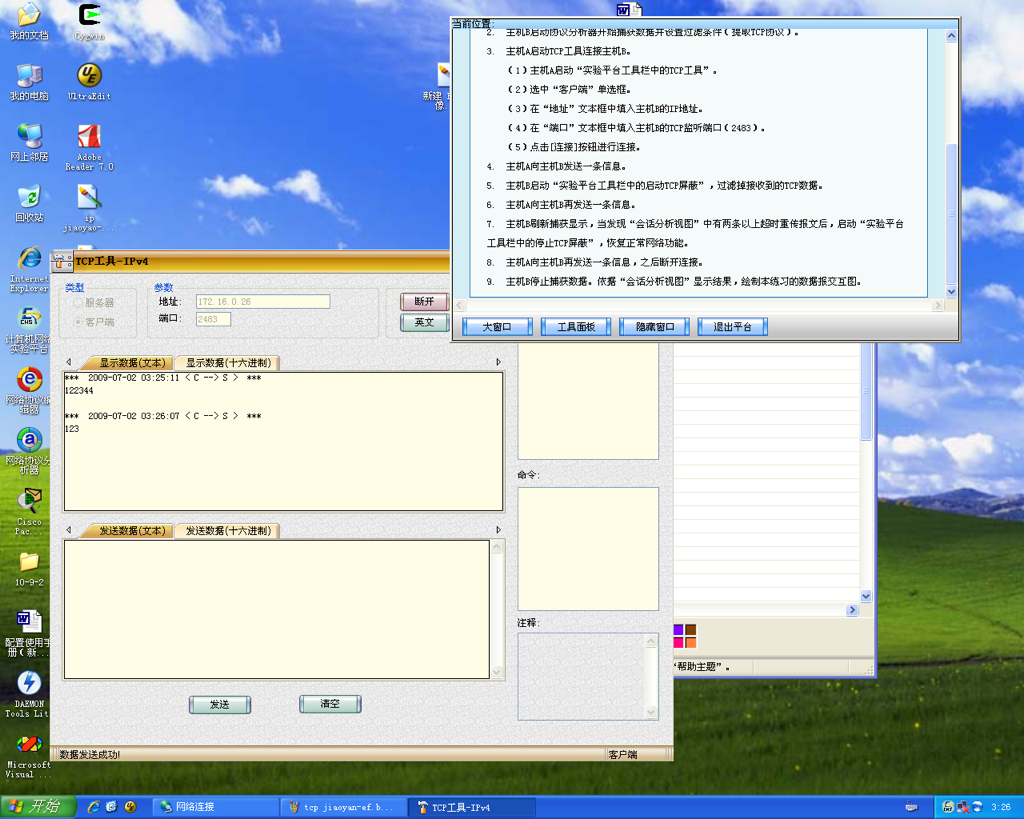 我的文档
Cygwin
我的电脑
UltraEdit
网上邻居
Adobe
Reader 7.0
回收站
ip
jiaoyao-...
Internet
Explorer
计算机网络
实验平台
网络协议编
辑器
网络协议分
析器
Cisco
Pac...
10-9-2
配置使用手
册(新...
DAEMON
Tools Lit
Microsoft
Visual ...
新建
像
当前位置:
2. 主机B启动协议分析器开始捕获数据并设置过滤条件(提取TCP协议)。
3. 主机A启动TCP工具连接主机B。
(1)主机A启动“实验平台工具栏中的TCP工具”。
(2)选中“客户端”单选框。
(3)在“地址”文本框中填入主机B的IP地址。
(4)在“端口”文本框中填入主机B的TCP监听端口(2483)。
(5)点击[连接]按钮进行连接。
4. 主机A向主机B发送一条信息。
5. 主机B启动“实验平台工具栏中的启动TCP屏蔽”,过滤掉接收到的TCP数据。
6. 主机A向主机B再发送一条信息。
7. 主机B刷新捕获显示,当发现“会话分析视图”中有两条以上超时重传报文后,启动“实验平台
工具栏中的停止TCP屏蔽”,恢复正常网络功能。
8. 主机A向主机B再发送一条信息,之后断开连接。
9. 主机B停止捕获数据。依据“会话分析视图”显示结果,绘制本练习的数据报交互图。
大窗口 工具面板 隐藏窗口 退出平台
TCP工具-IPv4
类型 参数
服务器 地址: 172.16.0.26 断开
客户端 端口: 2483 英文
显示数据(文本) 显示数据(十六进制)
*** 2009-07-02 03:25:11 < C --> S > ***
122344
*** 2009-07-02 03:26:07 < C --> S > ***
123
命令:
发送数据(文本) 发送数据(十六进制)
注释:
发送 清空
数据发送成功! 客户端
“帮助主题”。
开始 网络连接 tcp jiaoyan-ef.b... TCP工具-IPv4 3:26